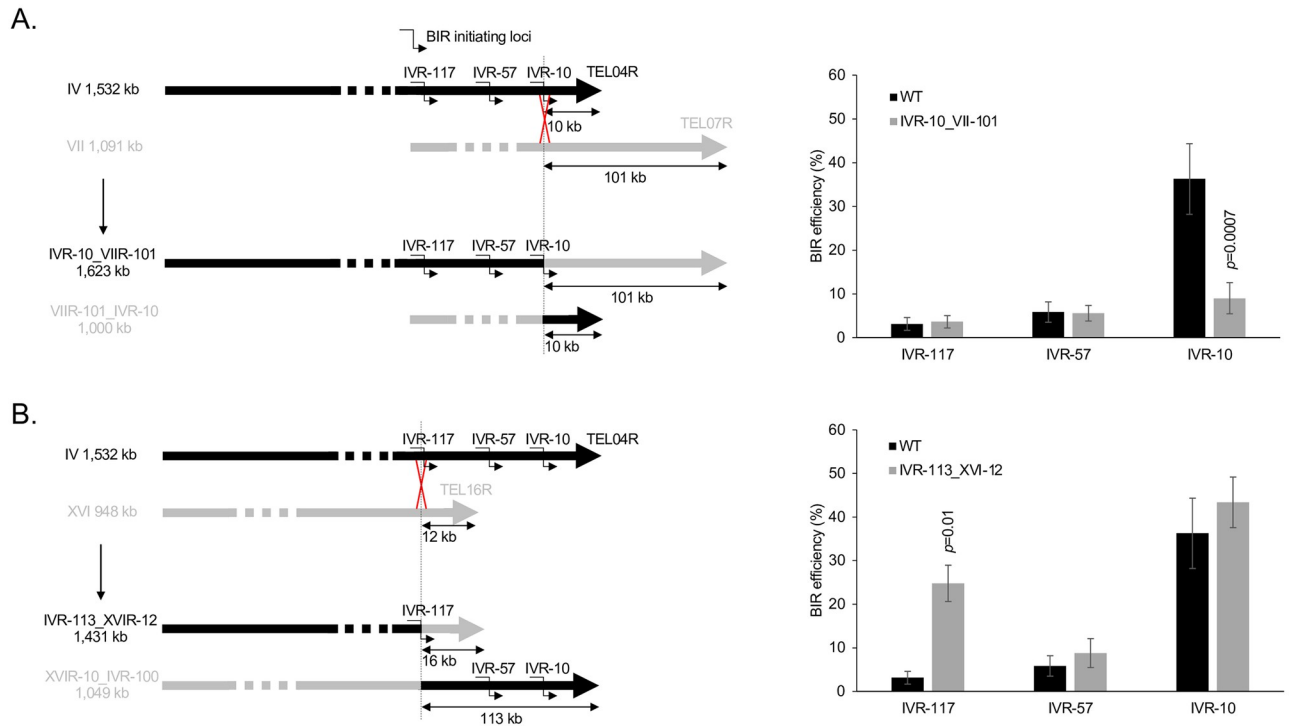 A.
BIR initiating loci
IVR-117 IVR-57 IVR-10 TEL04R
IV 1,532 kb
10 kb
TEL07R
VII 1,091 kb
101 kb
IVR-10_VIIR-101
1,623 kb
IVR-117 IVR-57 IVR-10
101 kb
VIIR-101_IVR-10
1,000 kb
10 kb
BIR efficiency (%)
60
50
40
30
20
10
0
WT
IVR-10_VII-101
p=0.0007
IVR-117 IVR-57 IVR-10
B.
IVR-117 IVR-57 IVR-10 TEL04R
IV 1,532 kb
TEL16R
XVI 948 kb
12 kb
IVR-113_XVIR-12
1,431 kb
IVR-117
16 kb
XVIR-10_IVR-100
1,049 kb
IVR-57 IVR-10
113 kb
BIR efficiency (%)
60
50
40
30
20
10
0
WT
IVR-113_XVI-12
p=0.01
IVR-117 IVR-57 IVR-10